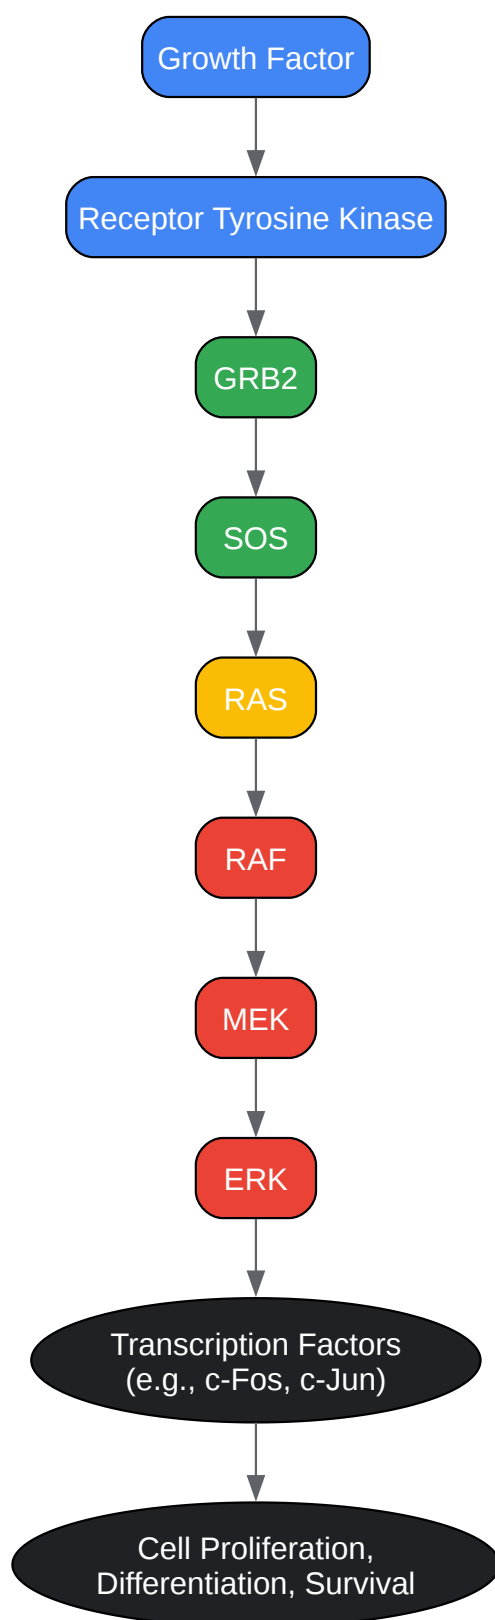 Growth Factor
Receptor Tyrosine Kinase
GRB2
SOS
RAS
RAF
MEK
ERK
Transcription Factors
(e.g., c-Fos, c-Jun)
Cell Proliferation,
Differentiation, Survival